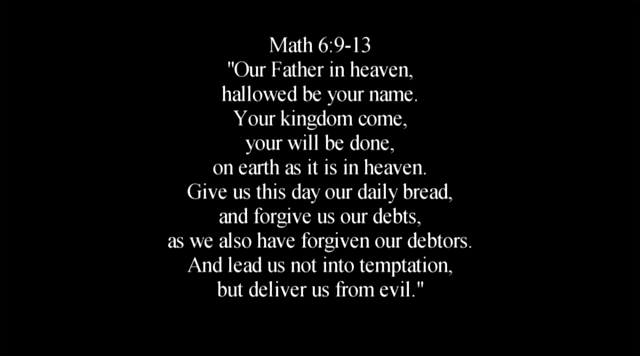 Math 6:9-13
"Our Father in heaven,
hallowed be your name.
Your kingdom come,
your will be done,
on earth as it is in heaven.
Give us this day our daily bread,
and forgive us our debts,
as we also have forgiven our debtors.
And lead us not into temptation,
but deliver us from evil."